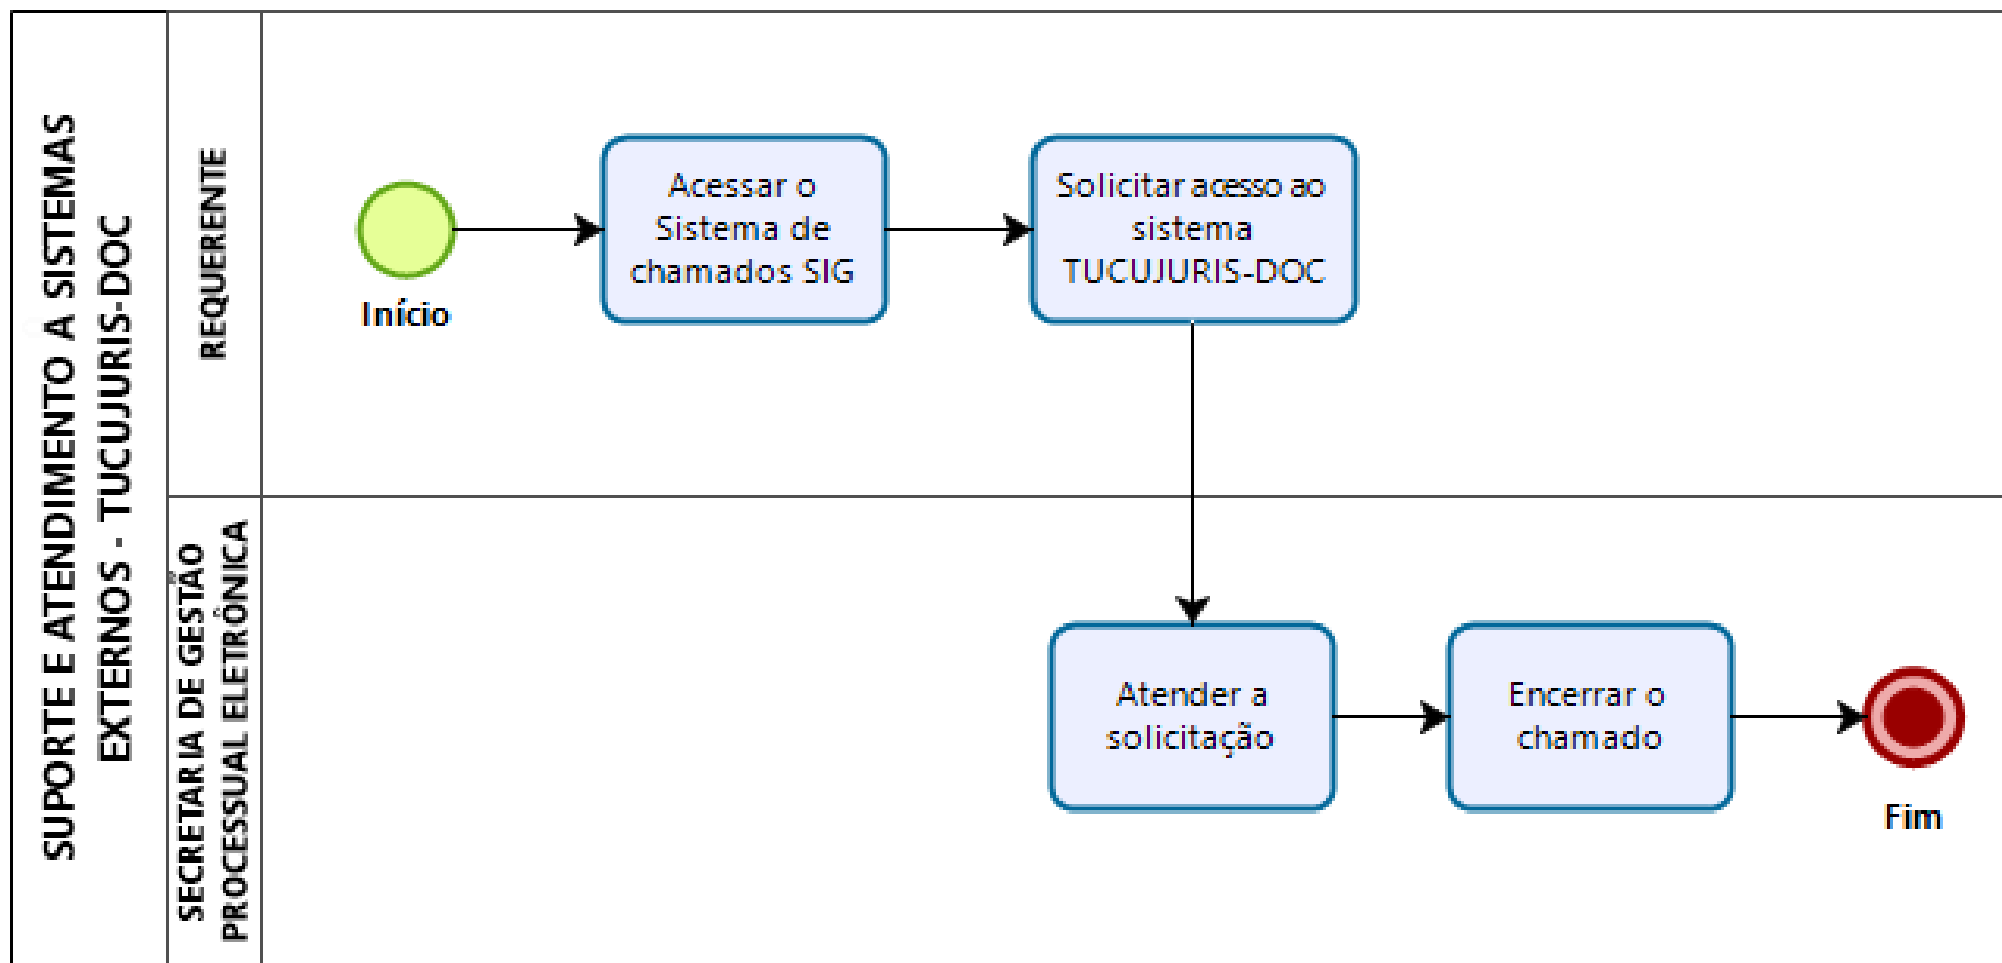 SUPORTE E ATENDIMENTO À SISTEMAS
EXTERNOS - TUCUJURIS-DOC
REQUERENTE
Início
Acessar o
Sistema de
chamados SIG
Solicitar acesso ao
sistema
TUCUJURIS-DOC
SECRETARIA DE GESTÃO
PROCESSUAL ELETRÔNICA
Atender a
solicitação
Encerrar o
chamado
Fim